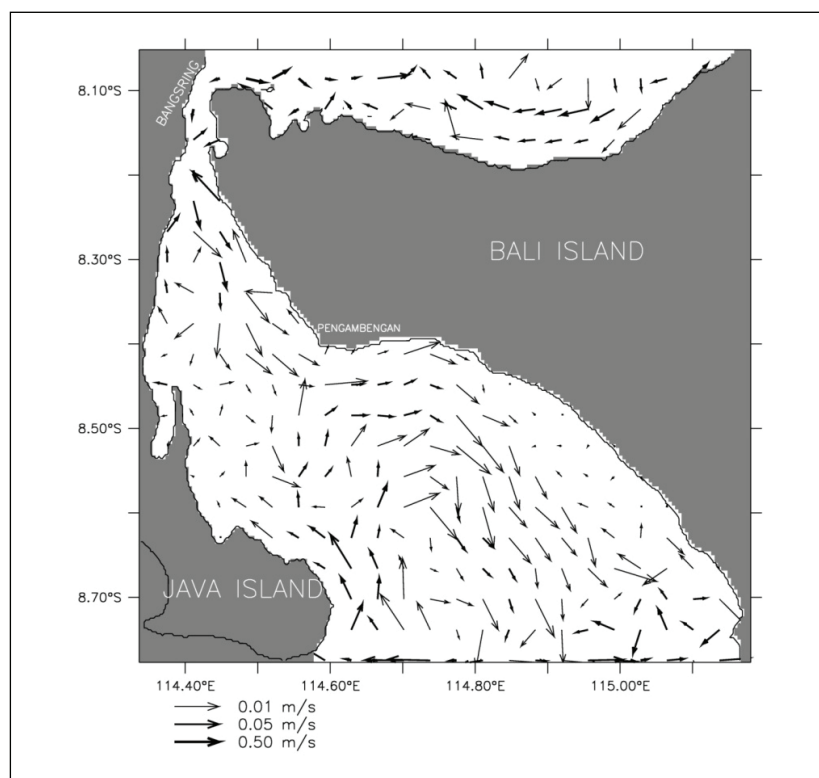 BANGSRING
8.10°S
8.30°S
BALI ISLAND
PENGAMBENGAN
8.50°S
JAVA ISLAND
8.70°S
114.40°E 114.60°E 114.80°E 115.00°E
0.01 m/s
0.05 m/s
0.50 m/s